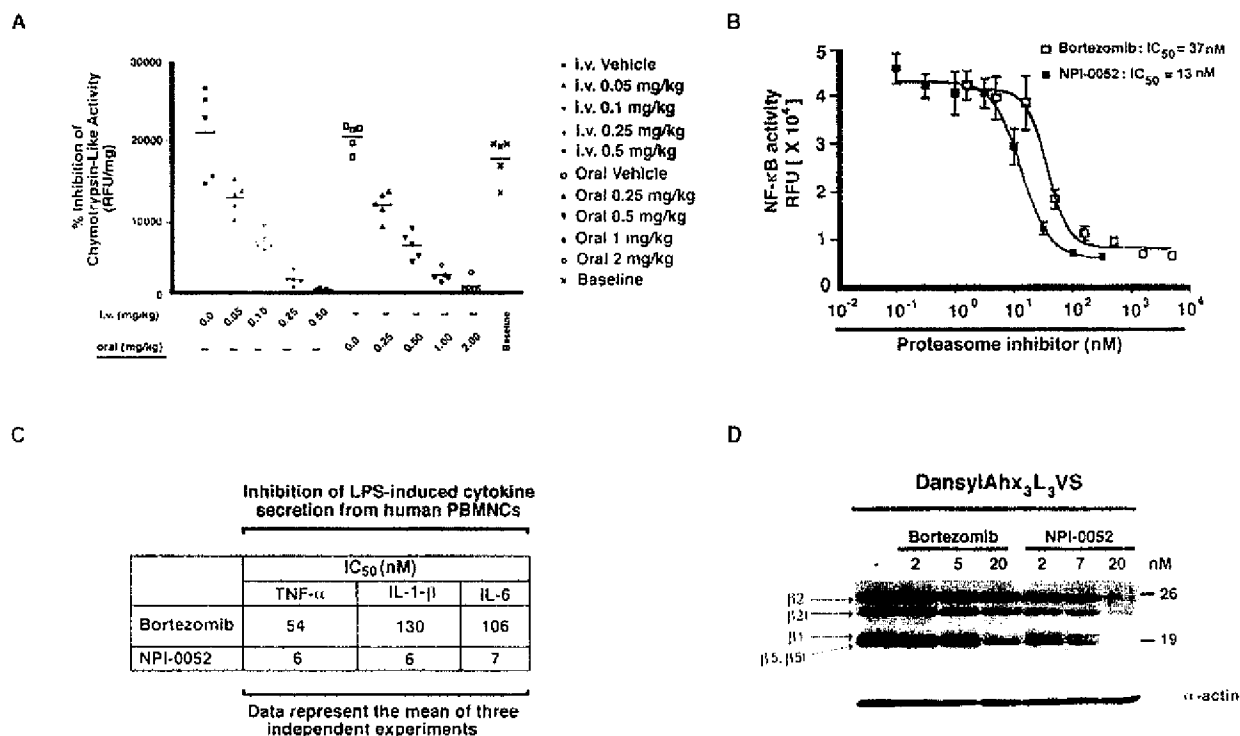 A
% Inhibition of
Chymotrypsin-Like Activity
(RFU/mg)
30000
20000
10000
0
i.v. (mg/kg)
0.0 0.05 0.10 0.25 0.50 – – – – –
oral (mg/kg)
– – – – – 0.0 0.25 0.50 1.00 2.00
Baseline
i.v. Vehicle
i.v. 0.05 mg/kg
i.v. 0.1 mg/kg
i.v. 0.25 mg/kg
i.v. 0.5 mg/kg
Oral Vehicle
Oral 0.25 mg/kg
Oral 0.5 mg/kg
Oral 1 mg/kg
Oral 2 mg/kg
Baseline
B
NF-κB activity
RFU [ X 10⁴]
5
4
3
2
1
0
10⁻² 10⁻¹ 10⁰ 10¹ 10² 10³ 10⁴
Proteasome inhibitor (nM)
Bortezomib : IC₅₀ = 37 nM
NPI-0052 : IC₅₀ = 13 nM
C
Inhibition of LPS-induced cytokine
secretion from human PBMNCs
IC₅₀ (nM)
TNF-α IL-1-β IL-6
Bortezomib 54 130 106
NPI-0052 6 6 7
Data represent the mean of three
independent experiments
D
DansylAhx₃L₃VS
Bortezomib NPI-0052
- 2 5 20 2 7 20 nM
β2
β2i
β1
β5, β5i
26
19
α-actin